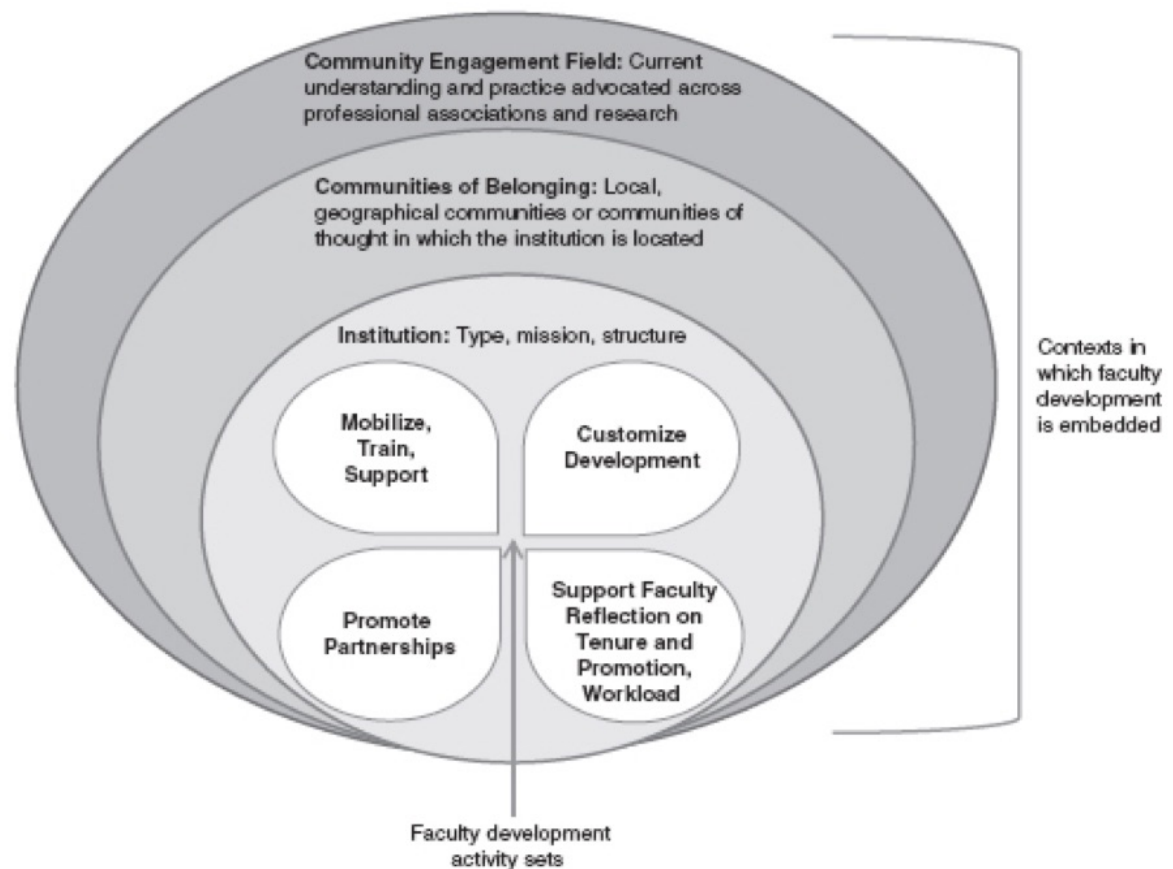 Community Engagement Field: Current
understanding and practice advocated across
professional associations and research
Communities of Belonging: Local,
geographical communities or communities of
thought in which the institution is located
Institution: Type, mission, structure
Mobilize,
Train,
Support
Customize
Development
Promote
Partnerships
Support Faculty
Reflection on
Tenure and
Promotion,
Workload
Contexts in
which faculty
development
is embedded
Faculty development
activity sets